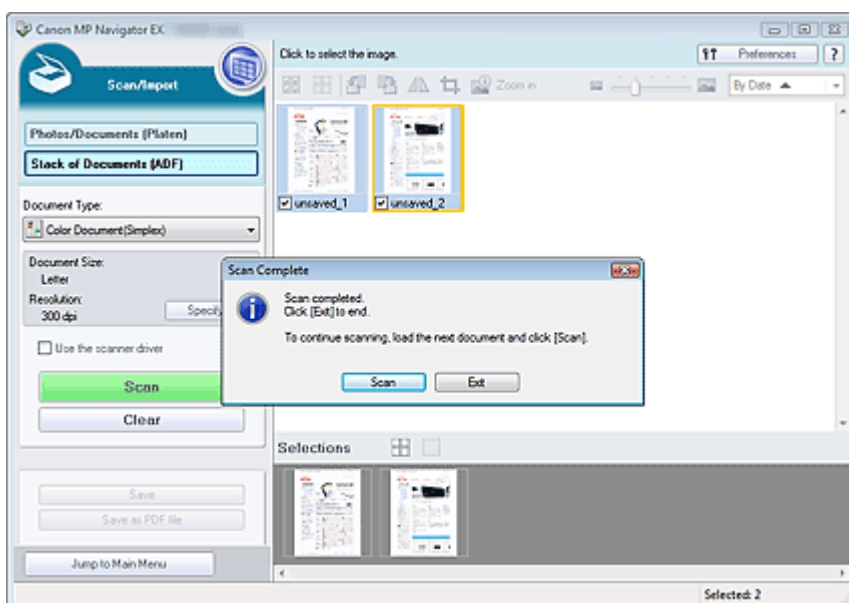 Canon MP Navigator EX
Click to select the image.
Preferences
?
Scan/Import
Zoom in
By Date
Photos/Documents (Platen)
Stack of Documents (ADF)
unsaved_1
unsaved_2
Document Type:
Color Document(Simplex)
Document Size:
Letter
Resolution:
300 dpi
Specify
Use the scanner driver
Scan
Clear
Scan Complete
Scan completed.
Click [Exit] to end.
To continue scanning, load the next document and click [Scan].
Scan
Exit
Selections
Save
Save as PDF file
Jump to Main Menu
Selected: 2